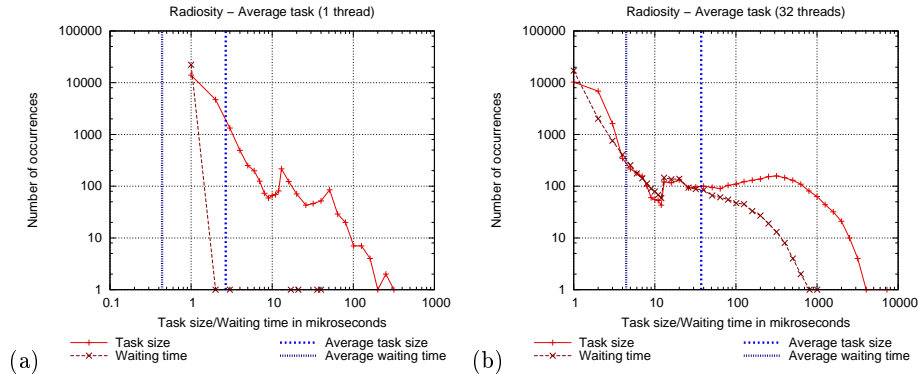 Radiosity – Average task (1 thread)
100000
10000
1000
100
10
1
Number of occurrences
0.1 1 10 100 1000
Task size/Waiting time in mikroseconds
Task size
Waiting time
Average task size
Average waiting time
(a)
Radiosity – Average task (32 threads)
100000
10000
1000
100
10
1
Number of occurrences
1 10 100 1000 10000
Task size/Waiting time in mikroseconds
Task size
Waiting time
Average task size
Average waiting time
(b)